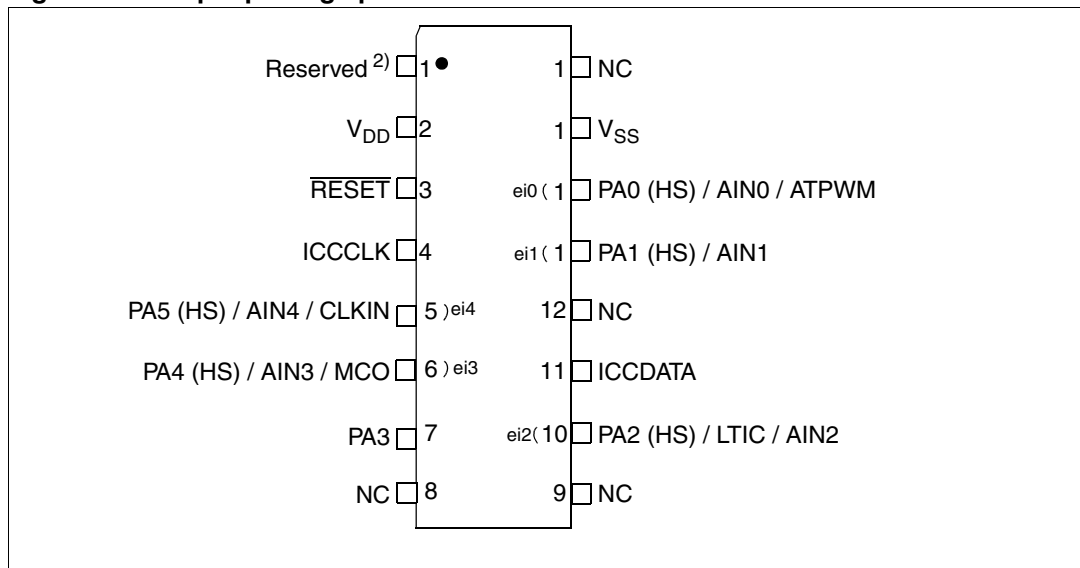 Reserved 2) 1 1 NC
VDD 2 1 VSS
RESET 3 ei0 ( 1 PA0 (HS) / AIN0 / ATPWM
ICCCLK 4 ei1 ( 1 PA1 (HS) / AIN1
PA5 (HS) / AIN4 / CLKIN 5 ) ei4 12 NC
PA4 (HS) / AIN3 / MCO 6 ) ei3 11 ICCDATA
PA3 7 ei2 ( 10 PA2 (HS) / LTIC / AIN2
NC 8 9 NC